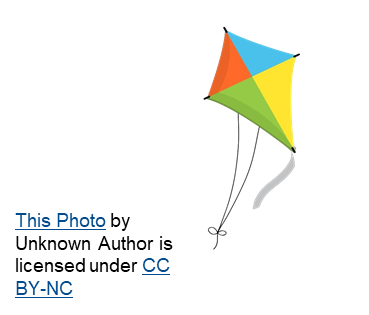 This Photo by
Unknown Author is
licensed under CC
BY-NC